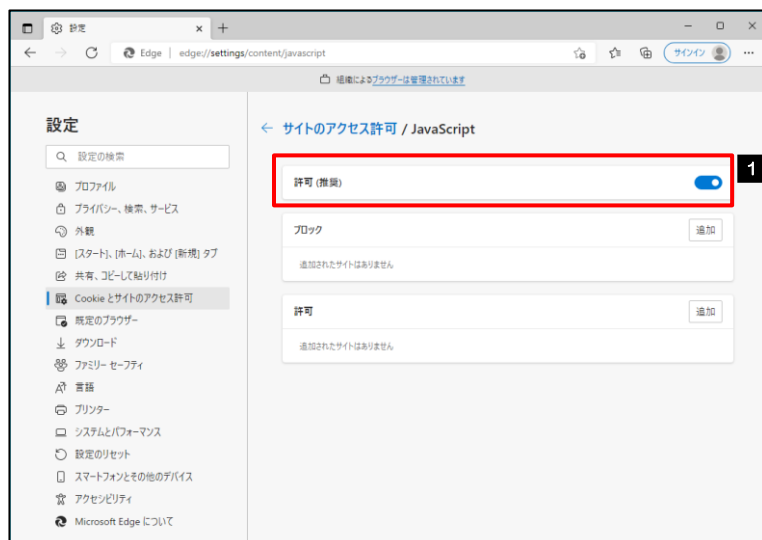 設定
Edge
edge://settings/content/javascript
サインイン
組織によるブラウザーは管理されています
設定
設定の検索
プロファイル
プライバシー、検索、サービス
外観
[スタート]、[ホーム]、および [新規] タブ
共有、コピーして貼り付け
Cookie とサイトのアクセス許可
既定のブラウザー
ダウンロード
ファミリー セーフティ
言語
プリンター
システムとパフォーマンス
設定のリセット
スマートフォンとその他のデバイス
アクセシビリティ
Microsoft Edge について
サイトのアクセス許可 / JavaScript
許可 (推奨)
1
ブロック
追加
追加されたサイトはありません
許可
追加
追加されたサイトはありません